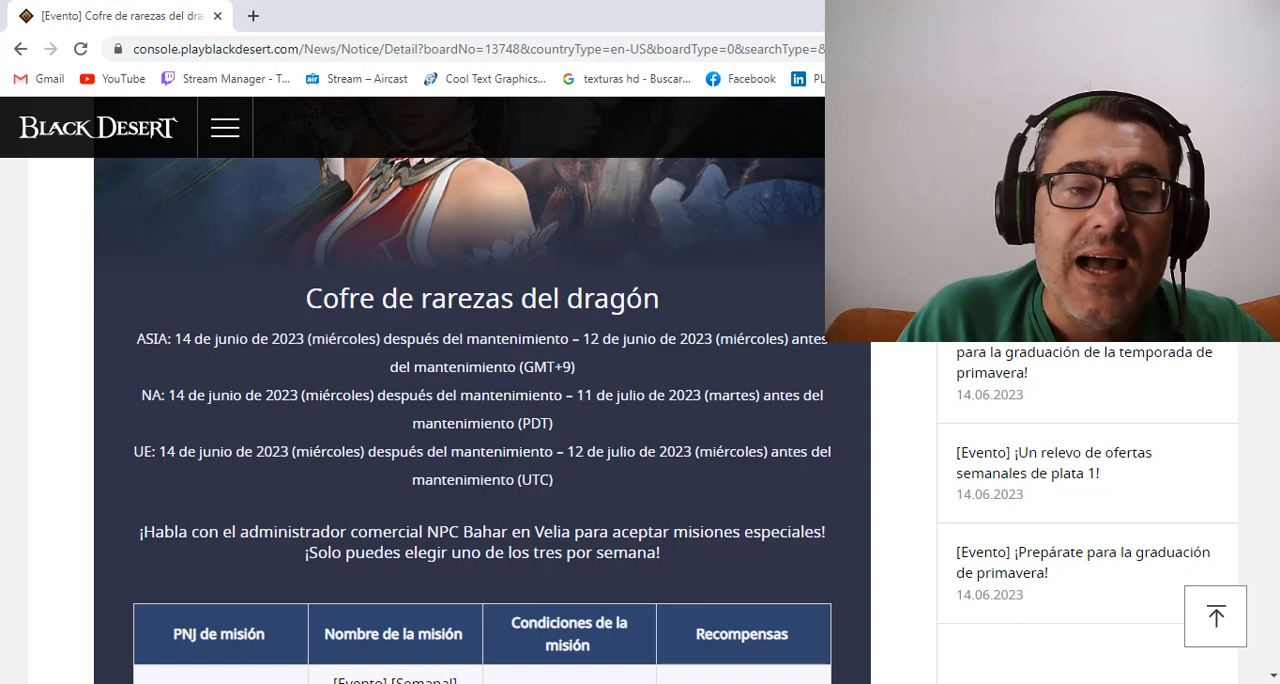 [Evento] Cofre de rarezas del dra
console.playblackdesert.com/News/Notice/Detail?boardNo=13748&countryType=en-US&boardType=0&searchType=&
Gmail YouTube Stream Manager - T... Stream – Aircast Cool Text Graphics... texturas hd - Buscar... Facebook PL
BLACK DESERT
Cofre de rarezas del dragón
ASIA: 14 de junio de 2023 (miércoles) después del mantenimiento – 12 de junio de 2023 (miércoles) antes
del mantenimiento (GMT+9)
NA: 14 de junio de 2023 (miércoles) después del mantenimiento – 11 de julio de 2023 (martes) antes del
mantenimiento (PDT)
UE: 14 de junio de 2023 (miércoles) después del mantenimiento – 12 de julio de 2023 (miércoles) antes del
mantenimiento (UTC)
¡Habla con el administrador comercial NPC Bahar en Velia para aceptar misiones especiales!
¡Solo puedes elegir uno de los tres por semana!
PNJ de misión
Nombre de la misión
Condiciones de la
misión
Recompensas
[Evento] [Semanal]
para la graduación de la temporada de
primavera!
14.06.2023
[Evento] ¡Un relevo de ofertas
semanales de plata 1!
14.06.2023
[Evento] ¡Prepárate para la graduación
de primavera!
14.06.2023